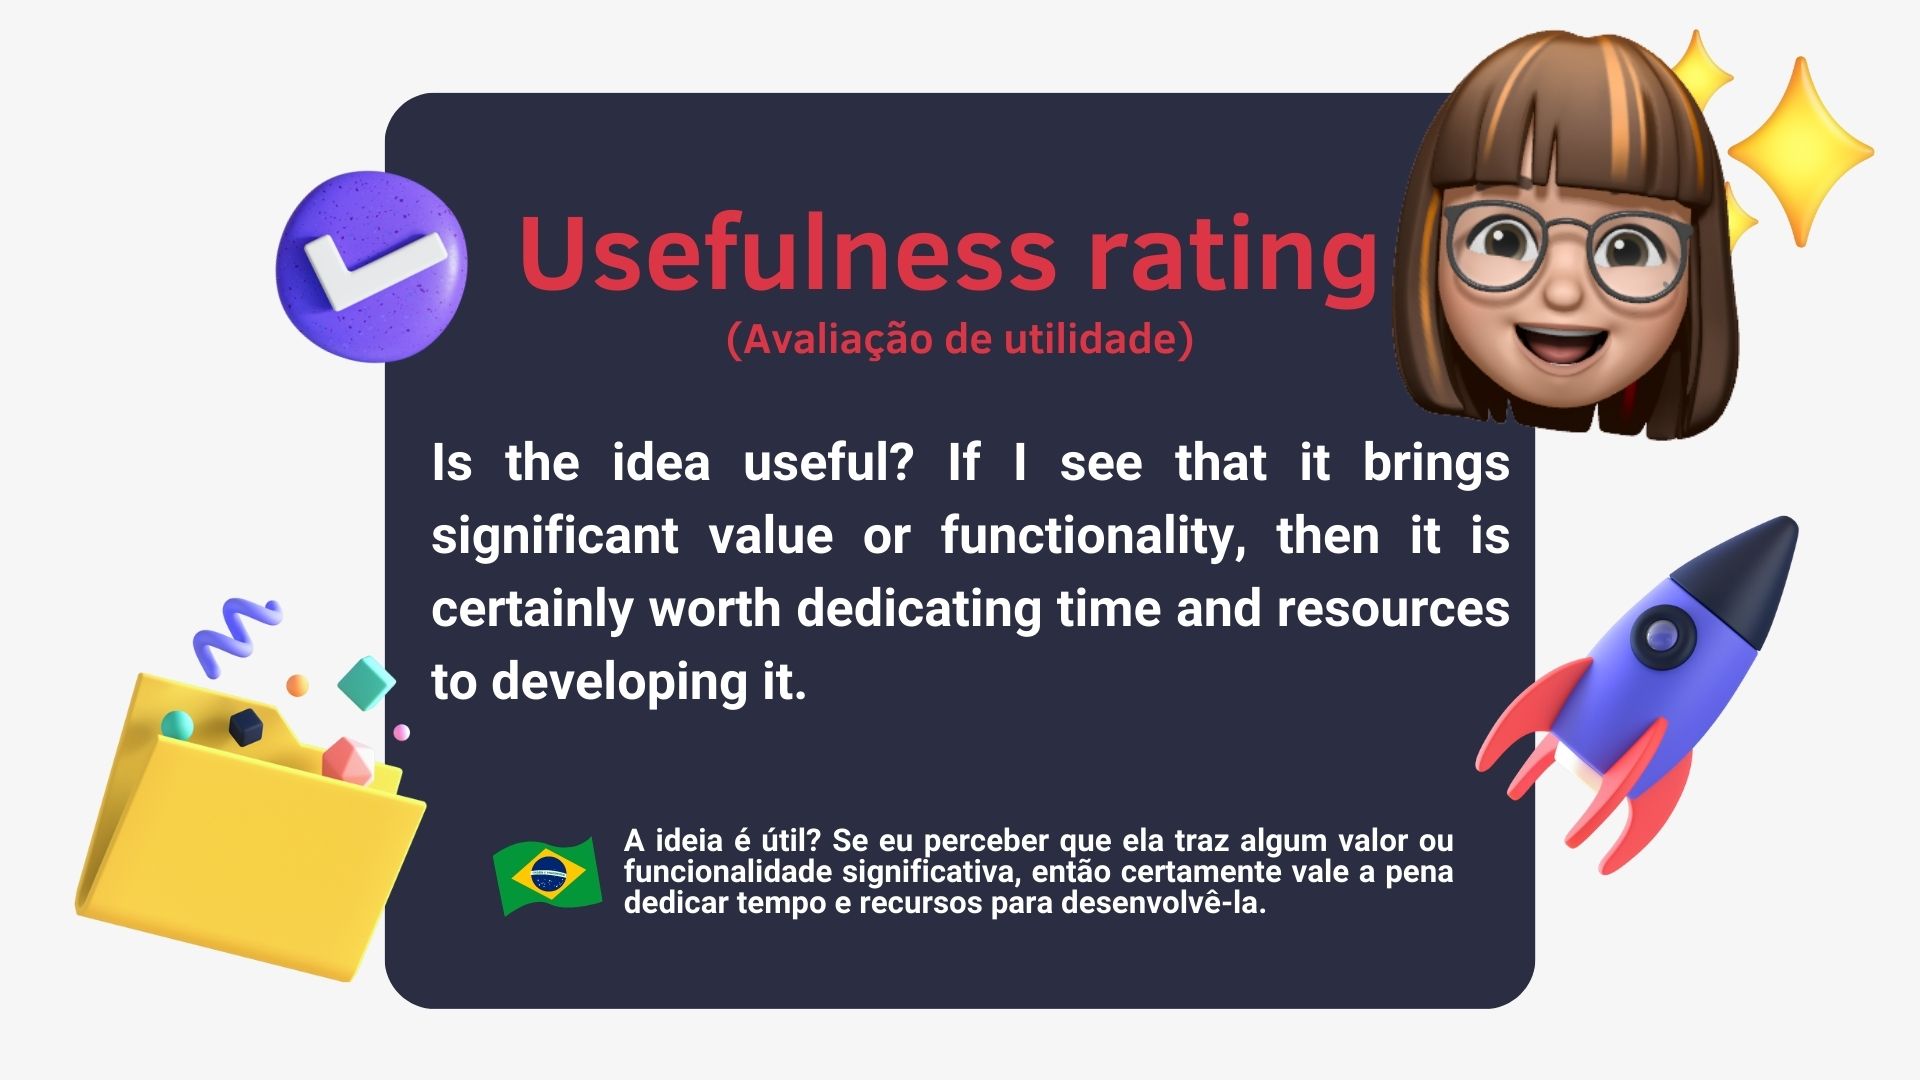 Usefulness rating
(Avaliação de utilidade)
Is the idea useful? If I see that it brings
significant value or functionality, then it is
certainly worth dedicating time and resources
to developing it.
A ideia é útil? Se eu perceber que ela traz algum valor ou
funcionalidade significativa, então certamente vale a pena
dedicar tempo e recursos para desenvolvê-la.